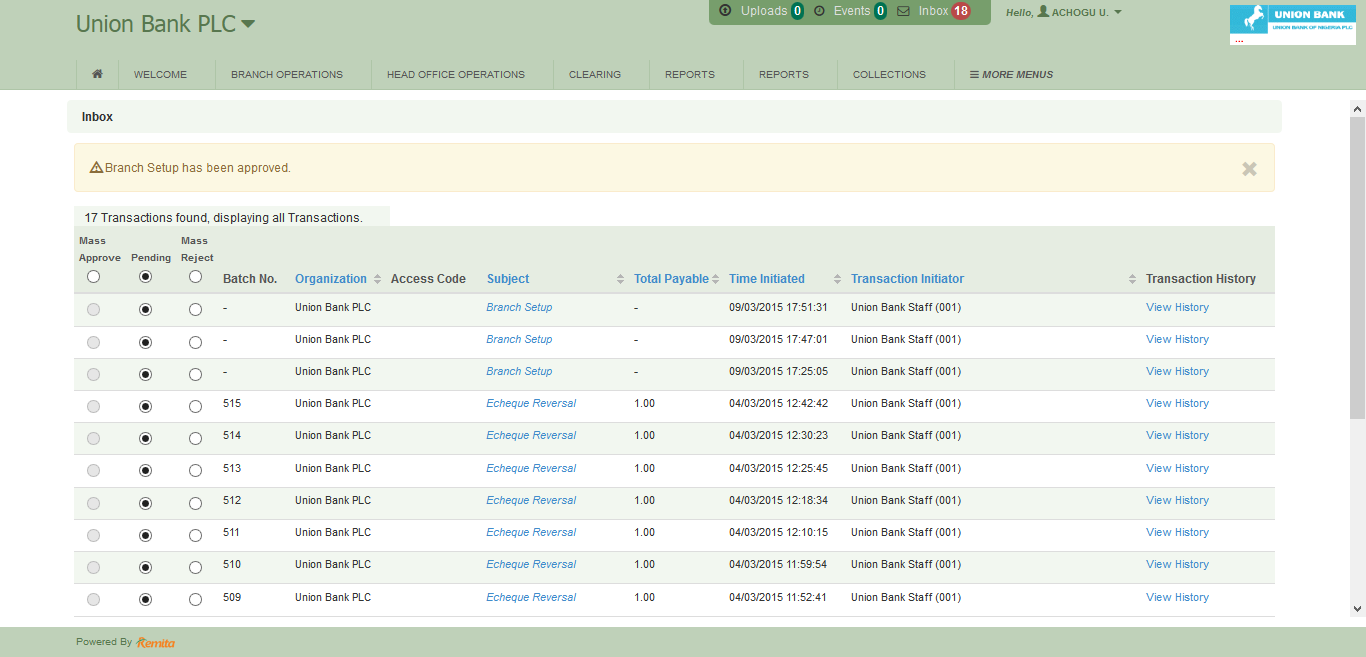 Union Bank PLC
Uploads 0 Events 0 Inbox 18
Hello, ACHOGU U.
UNION BANK
UNION BANK OF NIGERIA PLC
...
WELCOME BRANCH OPERATIONS HEAD OFFICE OPERATIONS CLEARING REPORTS REPORTS COLLECTIONS MORE MENUS
Inbox
Branch Setup has been approved.
17 Transactions found, displaying all Transactions.
Mass Approve Pending Mass Reject Batch No. Organization Access Code Subject Total Payable Time Initiated Transaction Initiator Transaction History
- Union Bank PLC Branch Setup - 09/03/2015 17:51:31 Union Bank Staff (001) View History
- Union Bank PLC Branch Setup - 09/03/2015 17:47:01 Union Bank Staff (001) View History
- Union Bank PLC Branch Setup - 09/03/2015 17:25:05 Union Bank Staff (001) View History
515 Union Bank PLC Echeque Reversal 1.00 04/03/2015 12:42:42 Union Bank Staff (001) View History
514 Union Bank PLC Echeque Reversal 1.00 04/03/2015 12:30:23 Union Bank Staff (001) View History
513 Union Bank PLC Echeque Reversal 1.00 04/03/2015 12:25:45 Union Bank Staff (001) View History
512 Union Bank PLC Echeque Reversal 1.00 04/03/2015 12:18:34 Union Bank Staff (001) View History
511 Union Bank PLC Echeque Reversal 1.00 04/03/2015 12:10:15 Union Bank Staff (001) View History
510 Union Bank PLC Echeque Reversal 1.00 04/03/2015 11:59:54 Union Bank Staff (001) View History
509 Union Bank PLC Echeque Reversal 1.00 04/03/2015 11:52:41 Union Bank Staff (001) View History
Powered By Remita